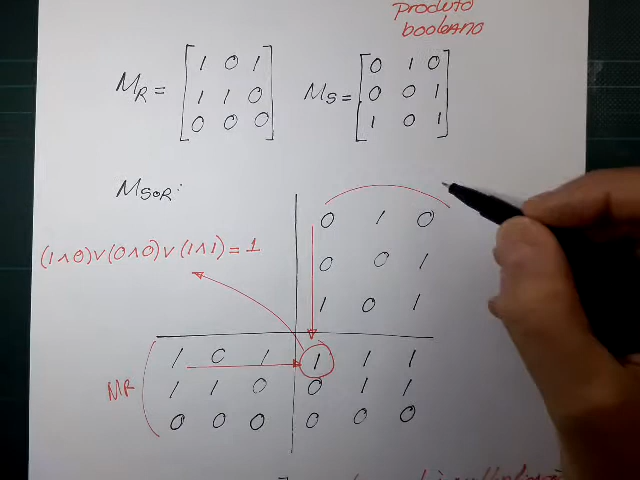 produto
booleano
M_R = [1 0 1
1 1 0
0 0 0]
M_S = [0 1 0
0 0 1
1 0 1]
M_SoR:
0 1 0
0 0 1
1 0 1
(1∧0)∨(0∧0)∨(1∧1) = 1
MR
1 0 1 1 1 1
1 1 0 0 1 1
0 0 0 0 0 0